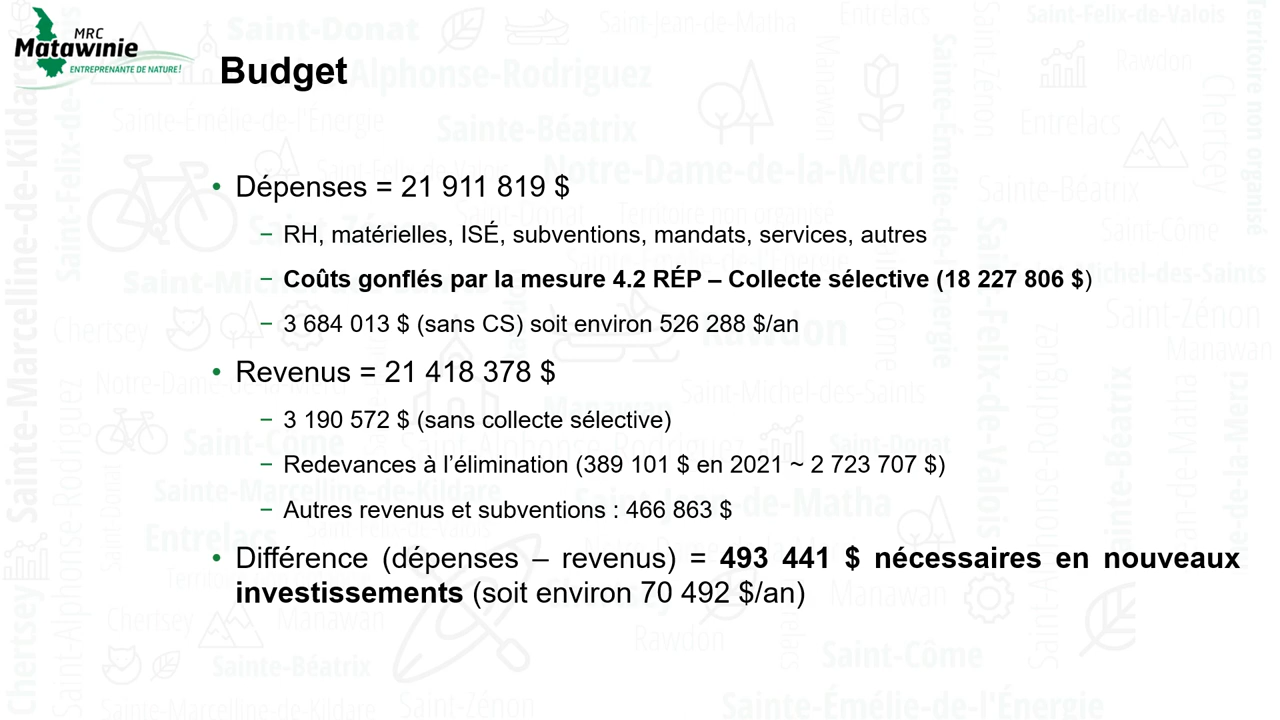 MRC
Matawinie
ENTREPRENANTE DE NATURE!
Budget
• Dépenses = 21 911 819 $
– RH, matérielles, ISÉ, subventions, mandats, services, autres
– Coûts gonflés par la mesure 4.2 RÉP – Collecte sélective (18 227 806 $)
– 3 684 013 $ (sans CS) soit environ 526 288 $/an
• Revenus = 21 418 378 $
– 3 190 572 $ (sans collecte sélective)
– Redevances à l’élimination (389 101 $ en 2021 ~ 2 723 707 $)
– Autres revenus et subventions : 466 863 $
• Différence (dépenses – revenus) = 493 441 $ nécessaires en nouveaux
investissements (soit environ 70 492 $/an)